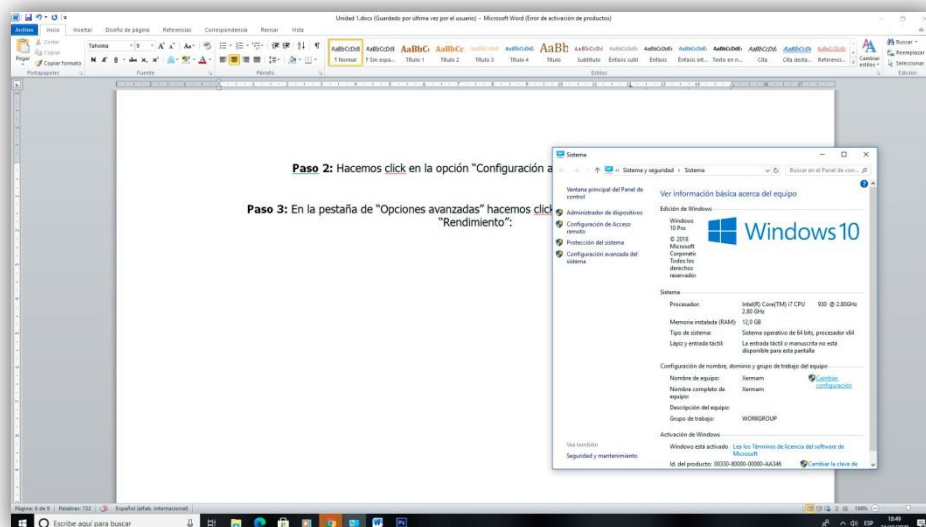 Unidad 1.docx (Guardado por última vez por el usuario) - Microsoft Word (Error de activación de productos)
Archivo Inicio Insertar Diseño de página Referencias Correspondencia Revisar Vista
Cortar
Copiar
Copiar formato
Pegar
Portapapeles
Tahoma 9
Fuente
Párrafo
AaBbCcDdI AaBbCcDdI AaBbC AaBbCc AaBb AaBbCcDd
¶ Normal ¶ Sin espa... Título 1 Título 2 Título 3 Título 4 Título Subtítulo Énfasis sutil Énfasis Énfasis int... Texto en n... Cita Cita desta... Referenci...
Cambiar estilos
Estilos
Buscar
Reemplazar
Seleccionar
Edición
Paso 2: Hacemos click en la opción "Configuración a
Paso 3: En la pestaña de "Opciones avanzadas" hacemos click
"Rendimiento":
Sistema
Sistema y seguridad > Sistema
Buscar en el Panel de con...
Ventana principal del Panel de
control
Administrador de dispositivos
Configuración de Acceso
remoto
Protección del sistema
Configuración avanzada del
sistema
Vea también
Seguridad y mantenimiento
Ver información básica acerca del equipo
Edición de Windows
Windows
10 Pro
© 2018
Microsoft
Corporatic
Todos los
derechos
reservados
Windows 10
Sistema
Procesador: Intel(R) Core(TM) i7 CPU 930 @ 2.80GHz
2.80 GHz
Memoria instalada (RAM): 12,0 GB
Tipo de sistema: Sistema operativo de 64 bits, procesador x64
Lápiz y entrada táctil: La entrada táctil o manuscrita no está
disponible para esta pantalla
Configuración de nombre, dominio y grupo de trabajo del equipo
Nombre de equipo: Xermam Cambiar
configuración
Nombre completo de Xermam
equipo:
Descripción del equipo:
Grupo de trabajo: WORKGROUP
Activación de Windows
Windows está activado Lea los Términos de licencia del software de
Microsoft
Id. del producto: 00330-80000-00000-AA346 Cambiar la clave de
Página: 8 de 9 Palabras: 132 Español (alfab. internacional) 100%
Escribe aquí para buscar
ESP 18:49